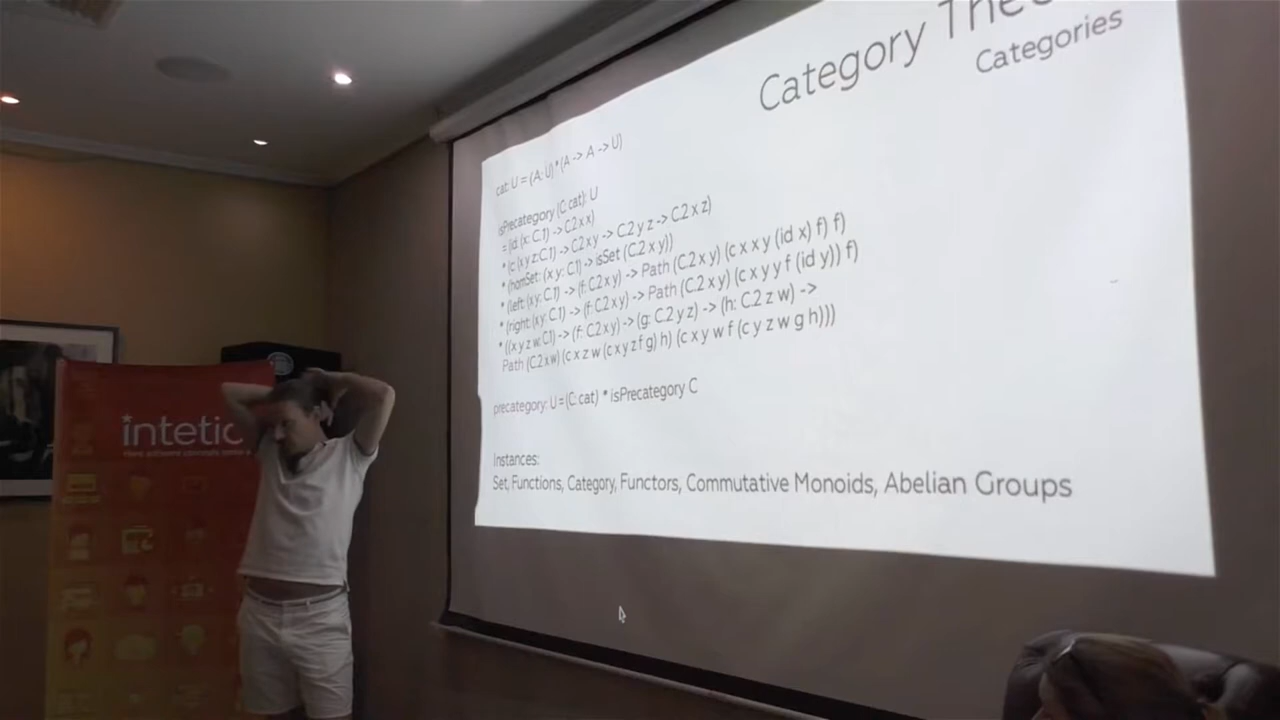 Category
Categories
cat: U = (A: U) * (A -> A -> U)
isPrecategory (C: cat): U
= (id: (x: C.1) -> C.2 x x)
* (c: (x y z: C.1) -> C.2 x y -> C.2 y z -> C.2 x z)
* (homSet: (x y: C.1) -> isSet (C.2 x y))
* (left: (x y: C.1) -> (f: C.2 x y) -> Path (C.2 x y) (c x x y (id x) f) f)
* (right: (x y: C.1) -> (f: C.2 x y) -> Path (C.2 x y) (c x y y f (id y)) f)
* ((x y z w: C.1) -> (f: C.2 x y) -> (g: C.2 y z) -> (h: C.2 z w) ->
Path (C.2 x w) (c x z w (c x y z f g) h) (c x y w f (c y z w g h)))
precategory: U = (C: cat) * isPrecategory C
Instances:
Set, Functions, Category, Functors, Commutative Monoids, Abelian Groups
intetic